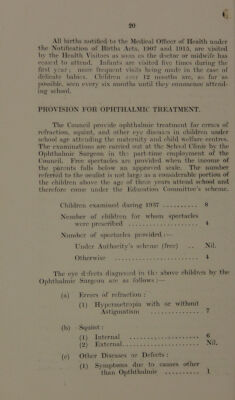 20
All births notified to the Medical Officer of Health under
the Notification of Births Acts, 1907 and 1915, are visited
by the Health Visitors as soon as the doctor or midwife has
ceased to attend. Infants are visited five times during the
first year; more frequent visits being made in the case of
delicate babies. Children over 12 months are, as far as
possible, seen every six months until they commence attend-
ing school.
PROVISION FOR OPHTHALMIC TREATMENT.
The Council provide ophthalmic treatment for errors of
refraction, squint, and other eye diseases in children under
school age attending the maternity and child welfare centres.
The examinations are carried out at the School Clinic by the
Ophthalmic Surgeon in the part-time employment of the
Council. Free spectacles are provided when the income of
the parents falls below an approved scale. The number
referred to the oculist is not large as a considerable portion of
the children above the age of three years attend school and
therefore come under the Education Committee's scheme.
Children examined during 1937 ......... 8
Number of children for whom spectacles
were prescribed .................... 4
Number of spectacles provided :—
Under Authority's scheme (free) .. Nil.
Otherwise .................... 4
The eye defects diagnosed in the above children by the
Ophthalmic Surgeon are as follows :—
(a) Errors of refraction :
(1) Hypermetropia with or without
Astigmatism ................ 7
(b) Squint :
(1) Internal .................... 6
(2) External .................... Nil.
(c) Other Diseases or Defects :
(1) Symptoms due to causes other
than Ophthalmic .......... 1